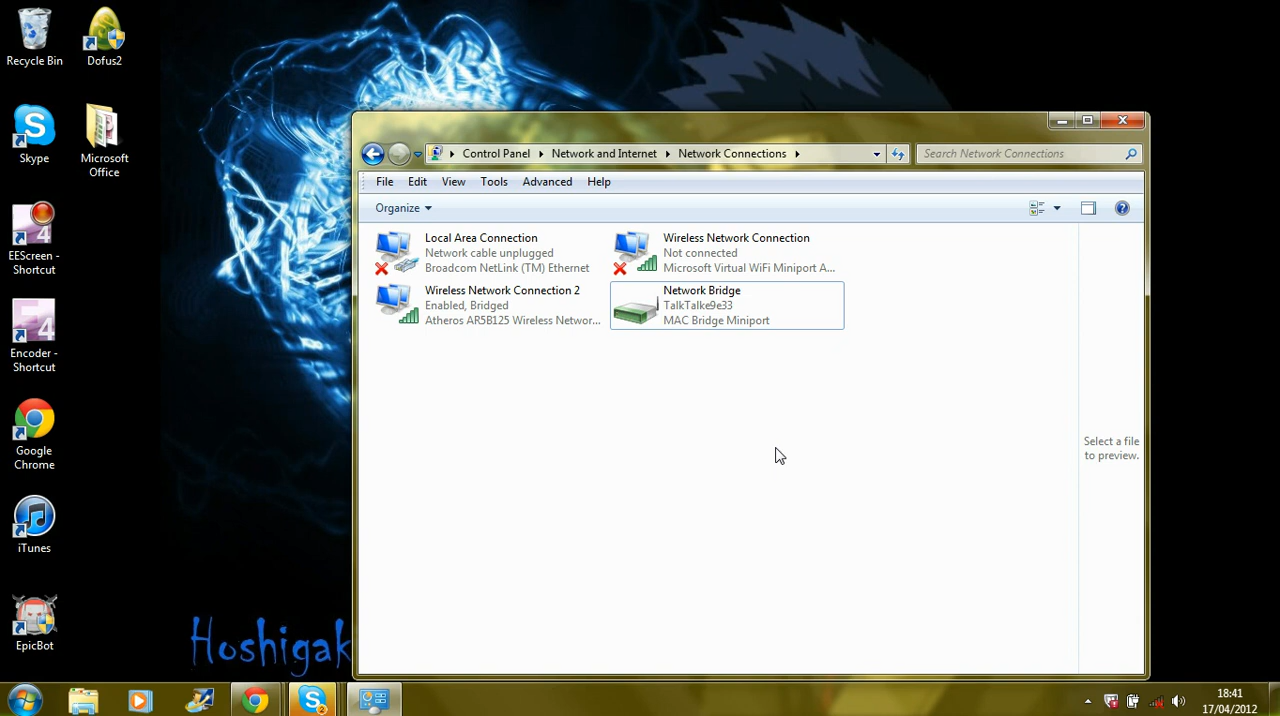 Recycle Bin
Dofus2
Skype
Microsoft
Office
EEScreen -
Shortcut
Encoder -
Shortcut
Google
Chrome
iTunes
EpicBot
Hoshigak
Control Panel
Network and Internet
Network Connections
Search Network Connections
File Edit View Tools Advanced Help
Organize
Local Area Connection
Network cable unplugged
Broadcom NetLink (TM) Ethernet
Wireless Network Connection
Not connected
Microsoft Virtual WiFi Miniport A...
Wireless Network Connection 2
Enabled, Bridged
Atheros AR5B125 Wireless Networ...
Network Bridge
TalkTalke9e33
MAC Bridge Miniport
Select a file
to preview.
2
18:41
17/04/2012